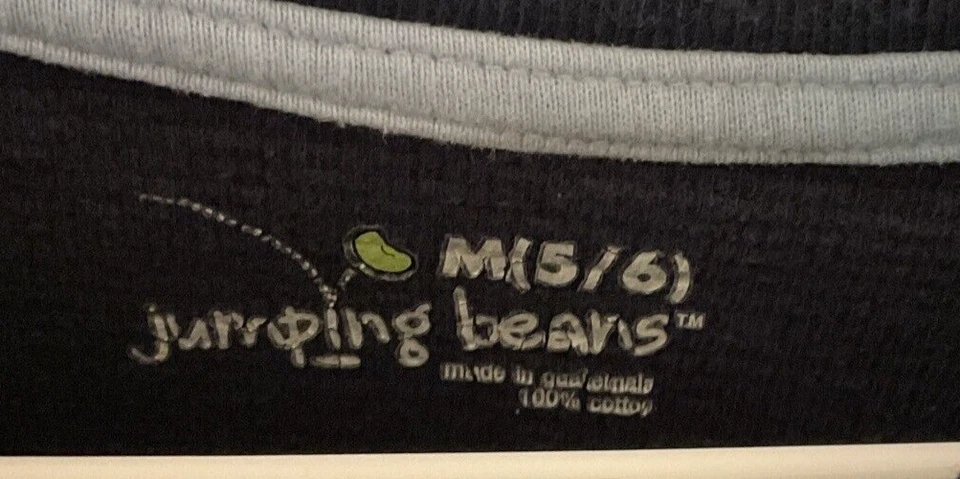 M(5/6)
jumping beans™
made in guatemala
100% cotton